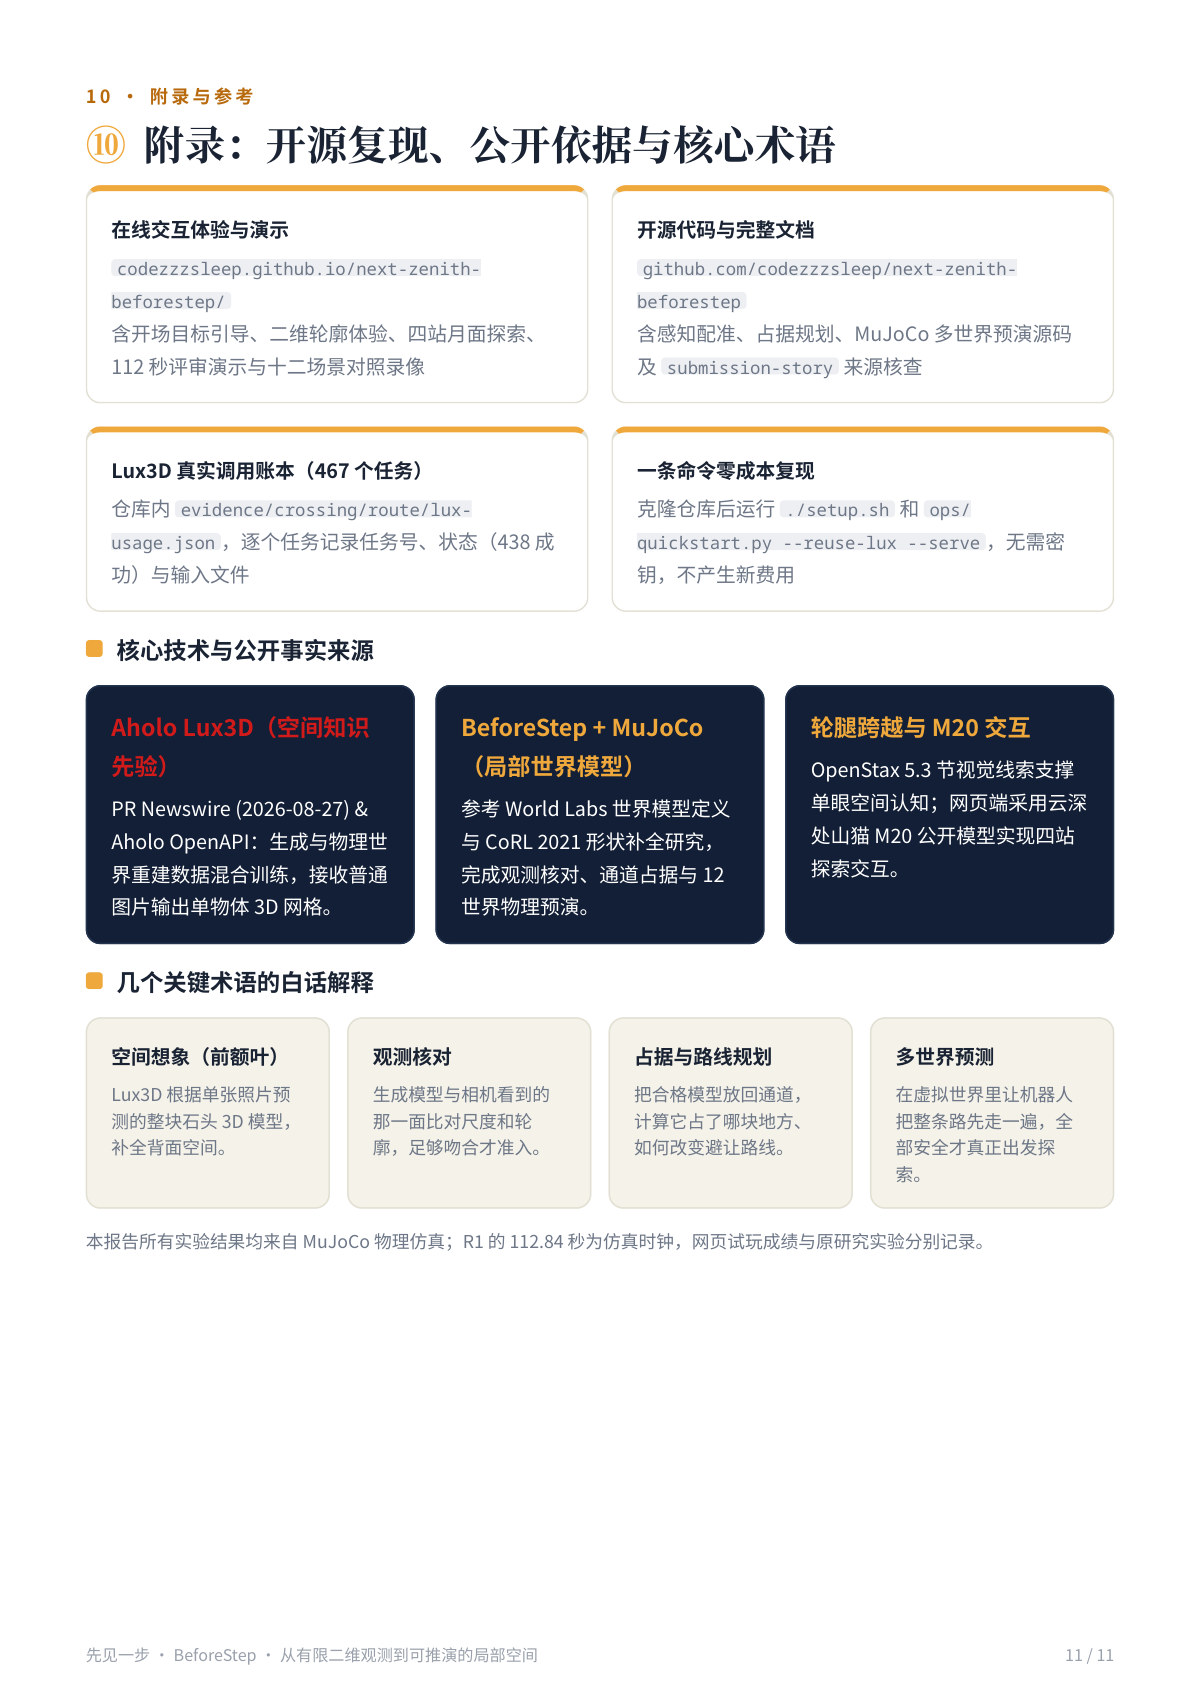 10 · 附录与参考
⑩ 附录：开源复现、公开依据与核心术语
在线交互体验与演示
codezzzsleep.github.io/next-zenith-
beforestep/
含开场目标引导、二维轮廓体验、四站月面探索、
112 秒评审演示与十二场景对照录像
开源代码与完整文档
github.com/codezzzsleep/next-zenith-
beforestep
含感知配准、占据规划、MuJoCo 多世界预演源码
及 submission-story 来源核查
Lux3D 真实调用账本（467 个任务）
仓库内 evidence/crossing/route/lux-
usage.json，逐个任务记录任务号、状态（438 成
功）与输入文件
一条命令零成本复现
克隆仓库后运行 ./setup.sh 和 ops/
quickstart.py --reuse-lux --serve，无需密
钥，不产生新费用
核心技术与公开事实来源
Aholo Lux3D（空间知识
先验）
PR Newswire (2026-08-27) &
Aholo OpenAPI：生成与物理世
界重建数据混合训练，接收普通
图片输出单物体 3D 网格。
BeforeStep + MuJoCo
（局部世界模型）
参考 World Labs 世界模型定义
与 CoRL 2021 形状补全研究，
完成观测核对、通道占据与 12
世界物理预演。
轮腿跨越与 M20 交互
OpenStax 5.3 节视觉线索支撑
单眼空间认知；网页端采用云深
处山猫 M20 公开模型实现四站
探索交互。
几个关键术语的白话解释
空间想象（前额叶）
Lux3D 根据单张照片预
测的整块石头 3D 模型，
补全背面空间。
观测核对
生成模型与相机看到的
那一面比对尺度和轮
廓，足够吻合才准入。
占据与路线规划
把合格模型放回通道，
计算它占了哪块地方、
如何改变避让路线。
多世界预测
在虚拟世界里让机器人
把整条路先走一遍，全
部安全才真正出发探
索。
本报告所有实验结果均来自 MuJoCo 物理仿真；R1 的 112.84 秒为仿真时钟，网页试玩成绩与原研究实验分别记录。
先见一步 · BeforeStep · 从有限二维观测到可推演的局部空间
11 / 11